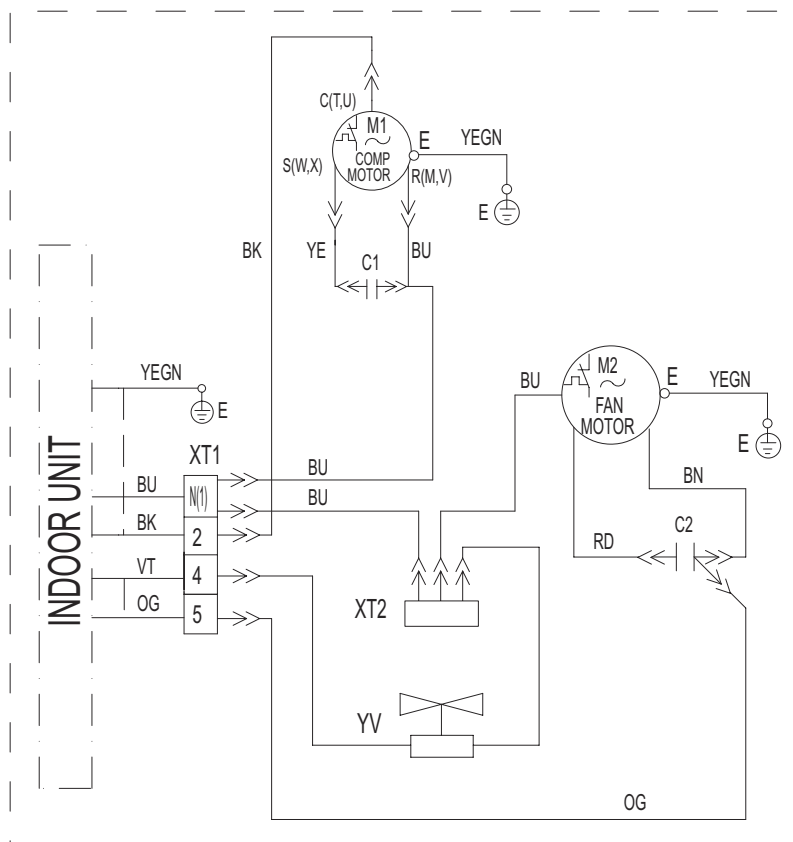 C(T,U)
M1
COMP
MOTOR
E
YEGN
S(W,X)
R(M,V)
E
BK
YE
BU
C1
YEGN
E
M2
FAN
MOTOR
BU
E
YEGN
E
INDOOR UNIT
XT1
BU
N(1)
BU
BU
BK
2
VT
4
OG
5
BN
RD
C2
XT2
YV
OG